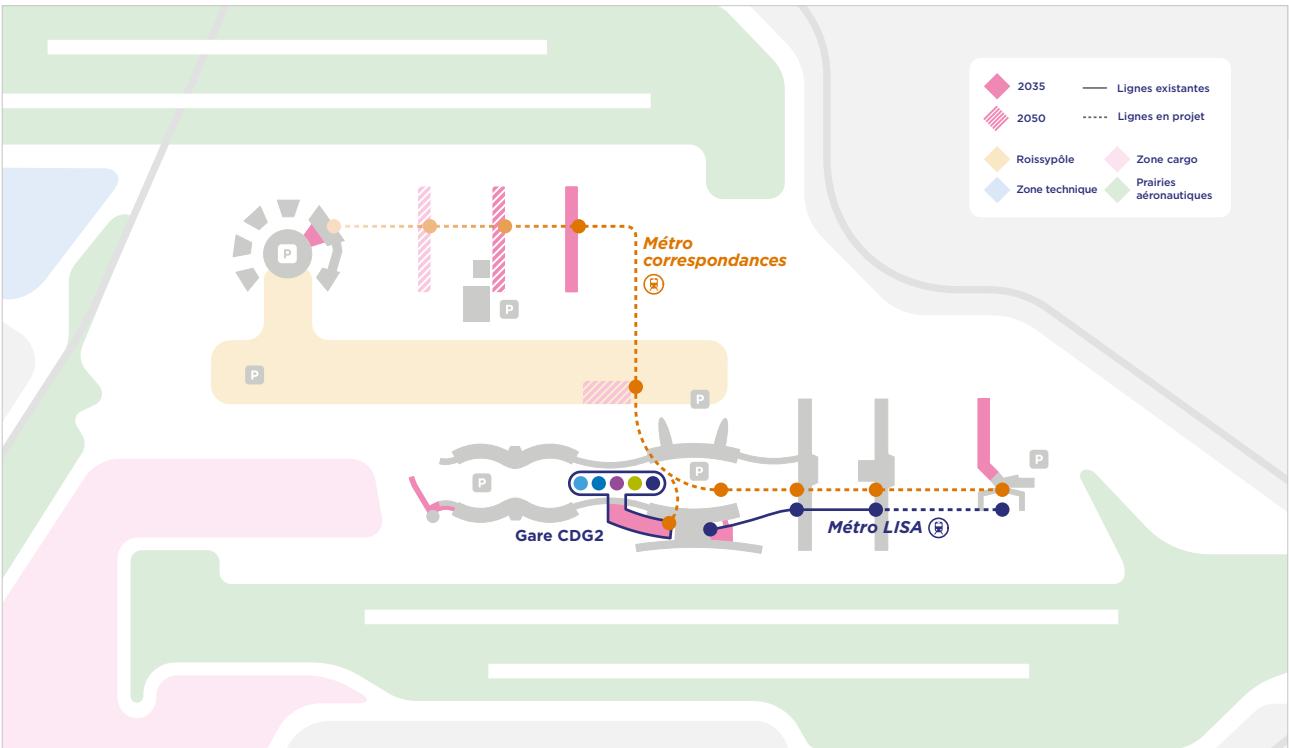 2035
Lignes existantes
2050
Lignes en projet
Roissypôle
Zone cargo
Zone technique
Prairies
aéronautiques
Métro
correspondances
P
P
P
P
P
P
P
Gare CDG2
Métro LISA